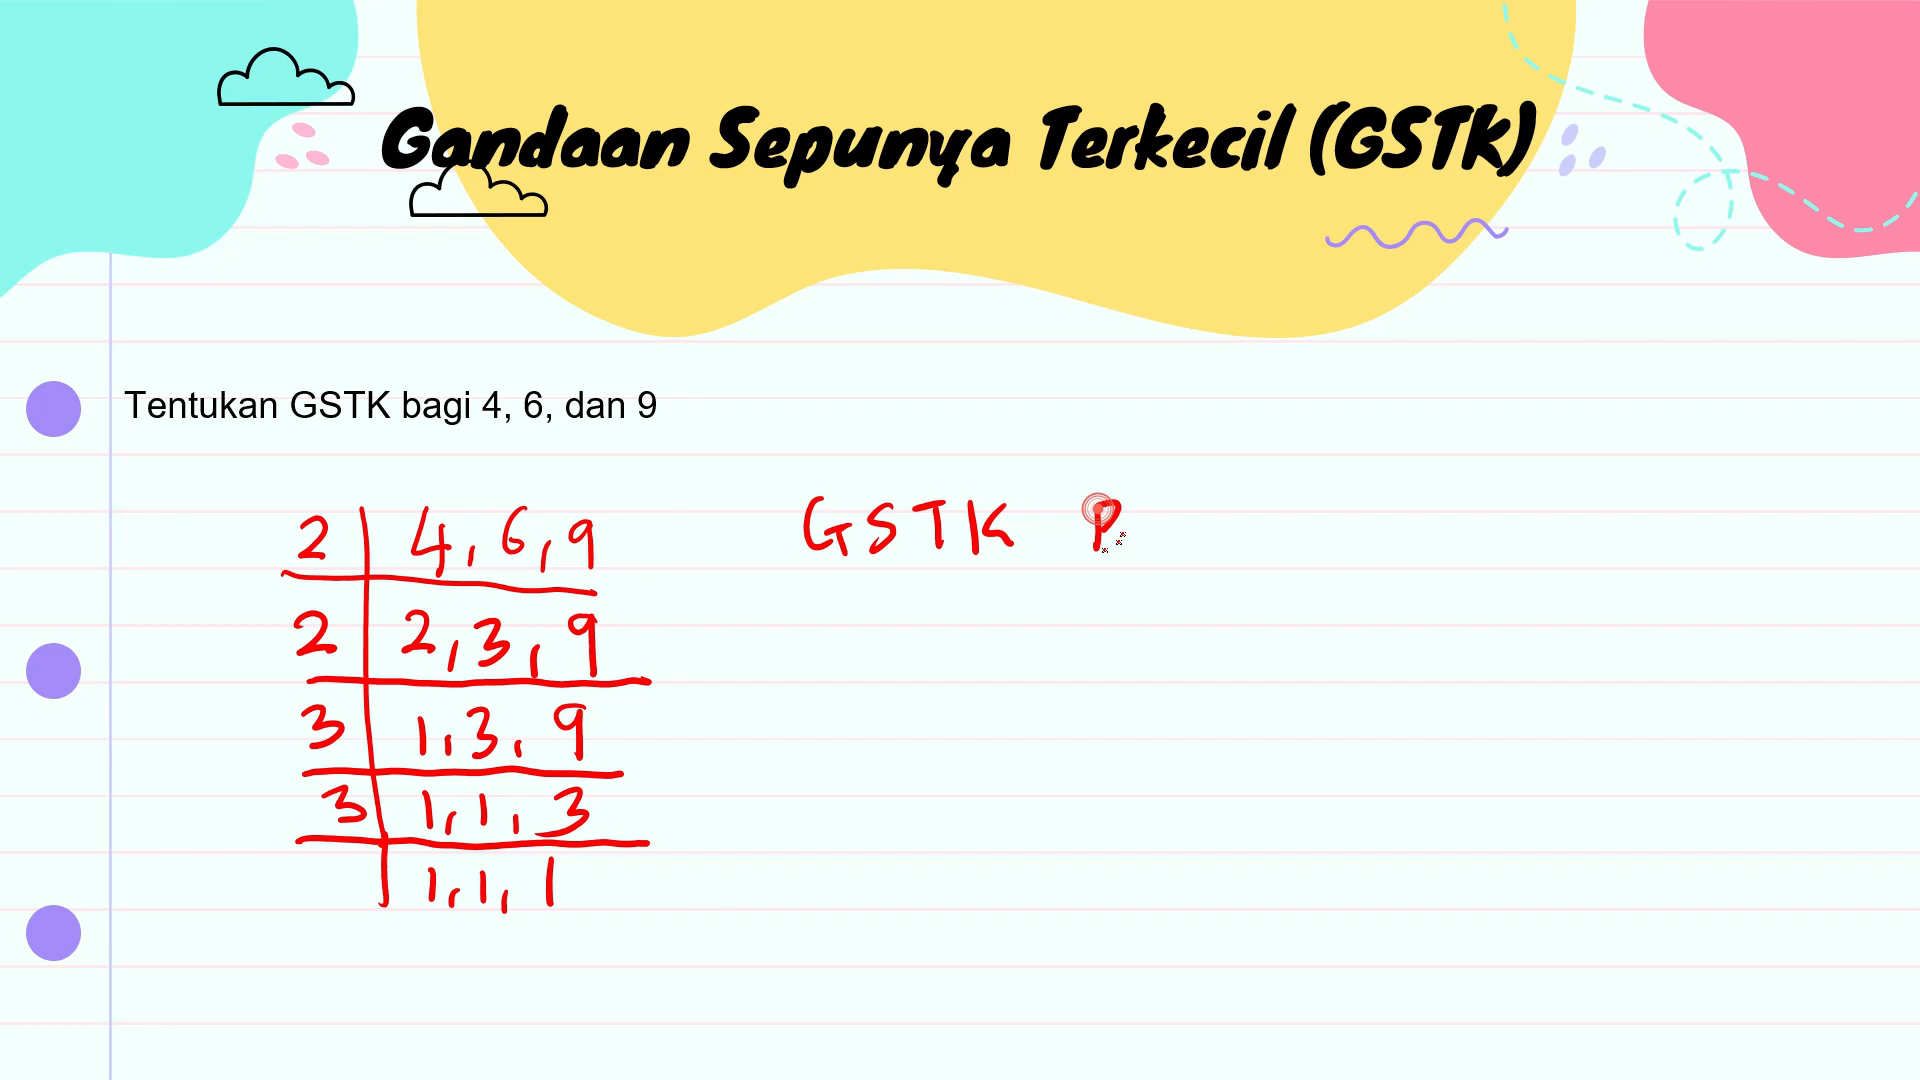 Gandaan Sepunya Terkecil (GSTK)
Tentukan GSTK bagi 4, 6, dan 9
2 | 4, 6, 9
2 | 2, 3, 9
3 | 1, 3, 9
3 | 1, 1, 3
| 1, 1, 1
GSTK P